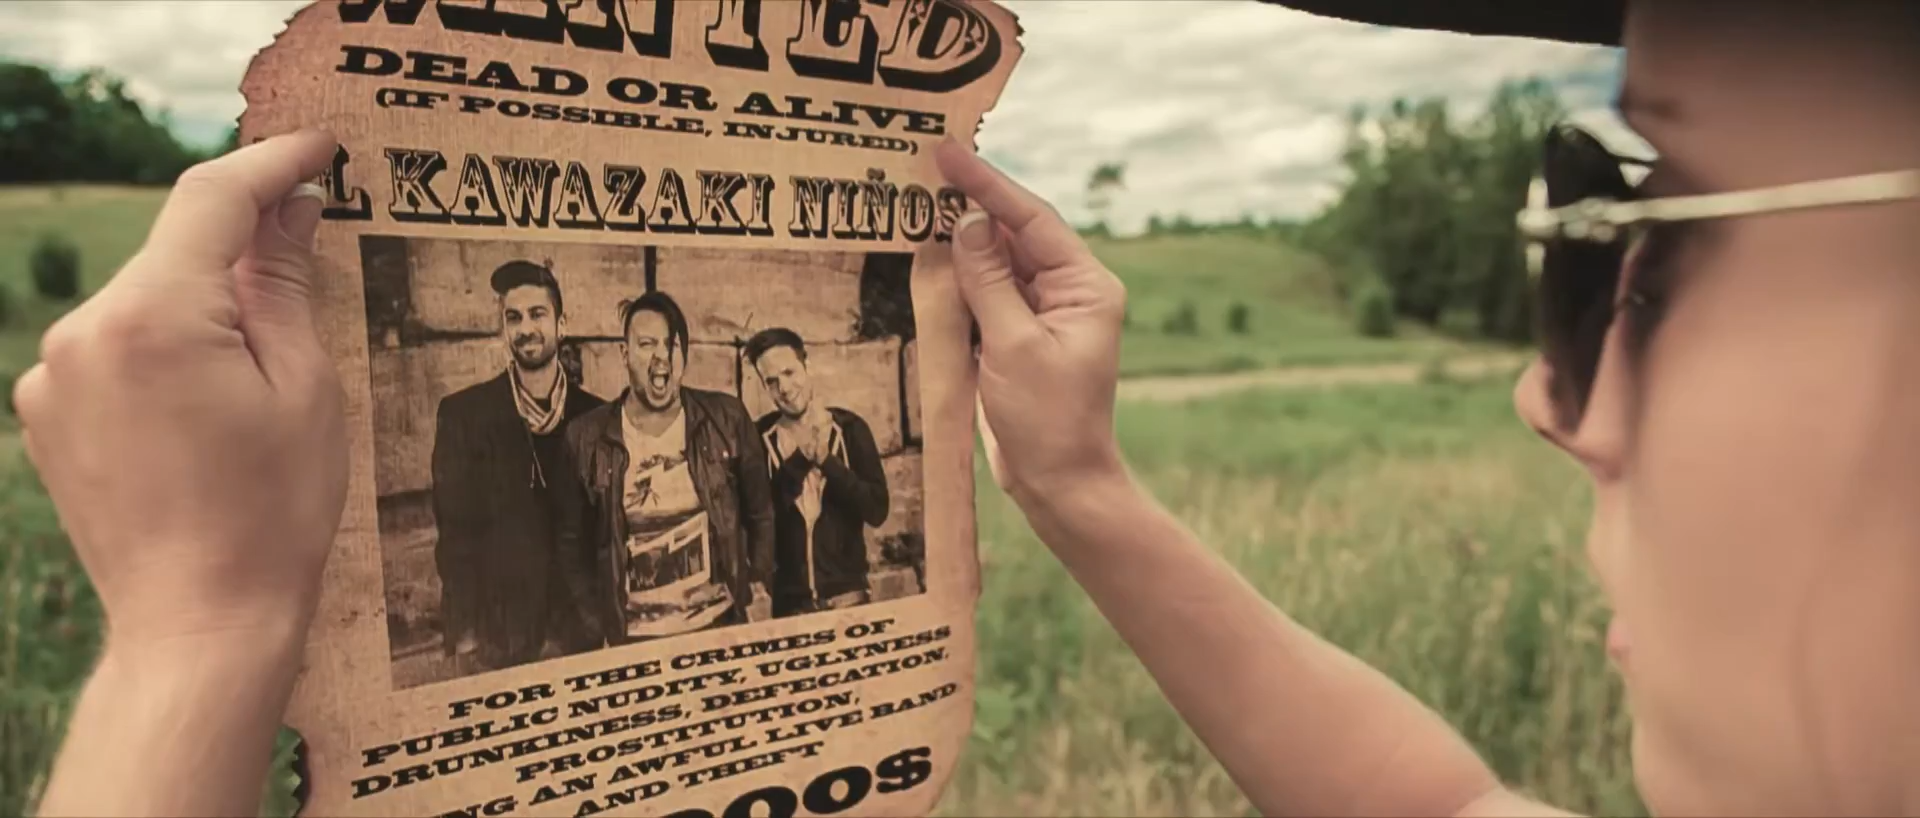 WANTED
DEAD OR ALIVE
(IF POSSIBLE, INJURED)
KAWAZAKI NIÑOS
FOR THE CRIMES OF
PUBLIC NUDITY, UGLYNESS
DRUNKINESS, DEFECATION,
PROSTITUTION,
AN AWFUL LIVE BAND
AND THEFT